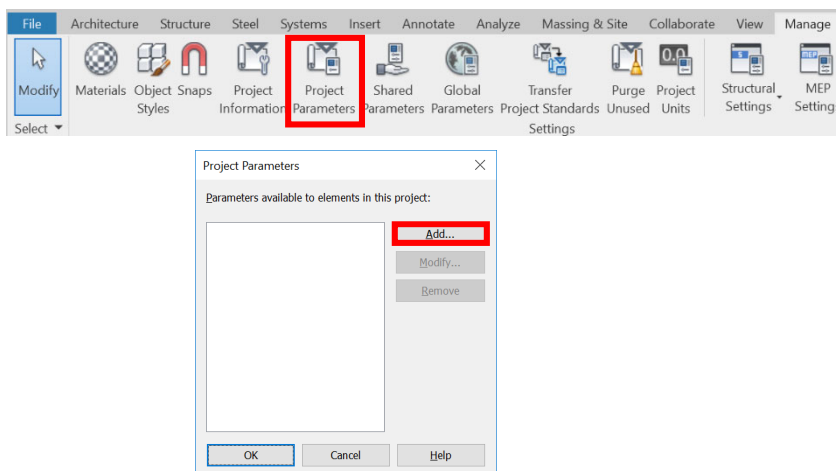 File Architecture Structure Steel Systems Insert Annotate Analyze Massing & Site Collaborate View Manage
Modify Materials Object Snaps Project Project Shared Global Transfer Purge Project Structural MEP
Styles Information Parameters Parameters Parameters Project Standards Unused Units Settings Setting
Select Settings
Project Parameters
Parameters available to elements in this project:
Add...
Modify...
Remove
OK Cancel Help